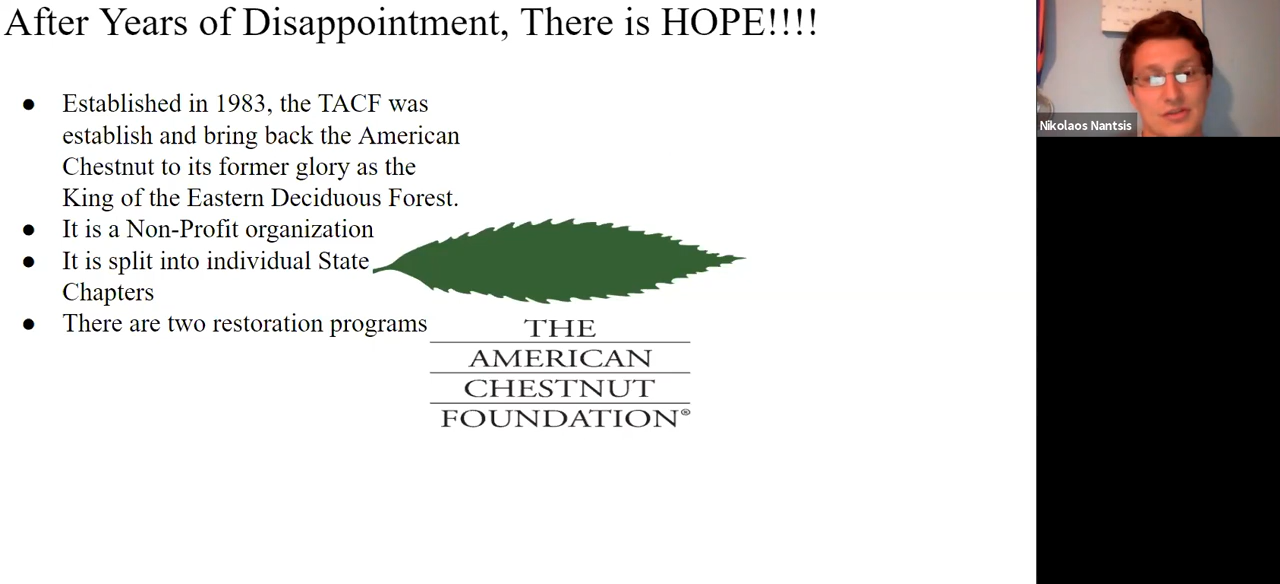 After Years of Disappointment, There is HOPE!!!!
● Established in 1983, the TACF was
establish and bring back the American
Chestnut to its former glory as the
King of the Eastern Deciduous Forest.
● It is a Non-Profit organization
● It is split into individual State
Chapters
● There are two restoration programs
THE
AMERICAN
CHESTNUT
FOUNDATION®
Nikolaos Nantsis